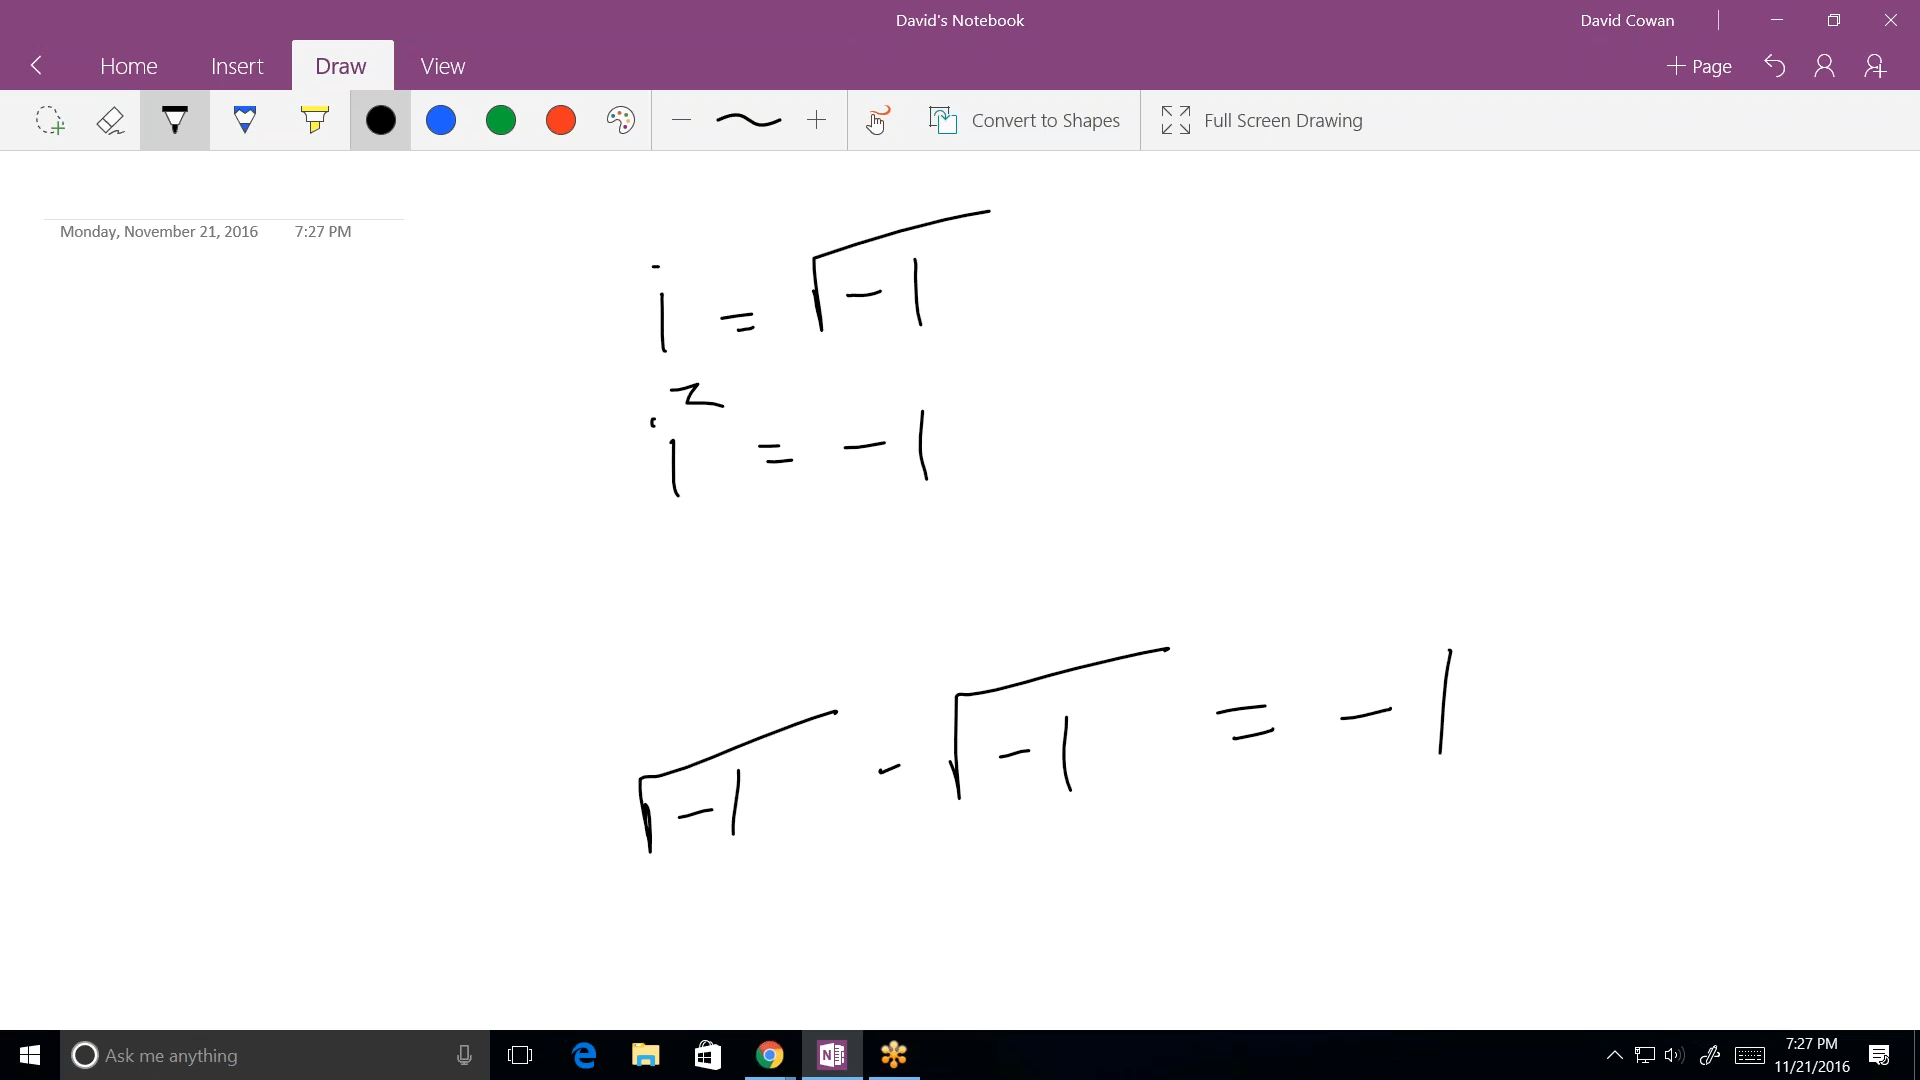 David's Notebook
David Cowan
Home Insert Draw View
Page
Convert to Shapes Full Screen Drawing
Monday, November 21, 2016 7:27 PM
i = √-1
i² = -1
√-1 · √-1 = -1
Ask me anything
N
7:27 PM
11/21/2016